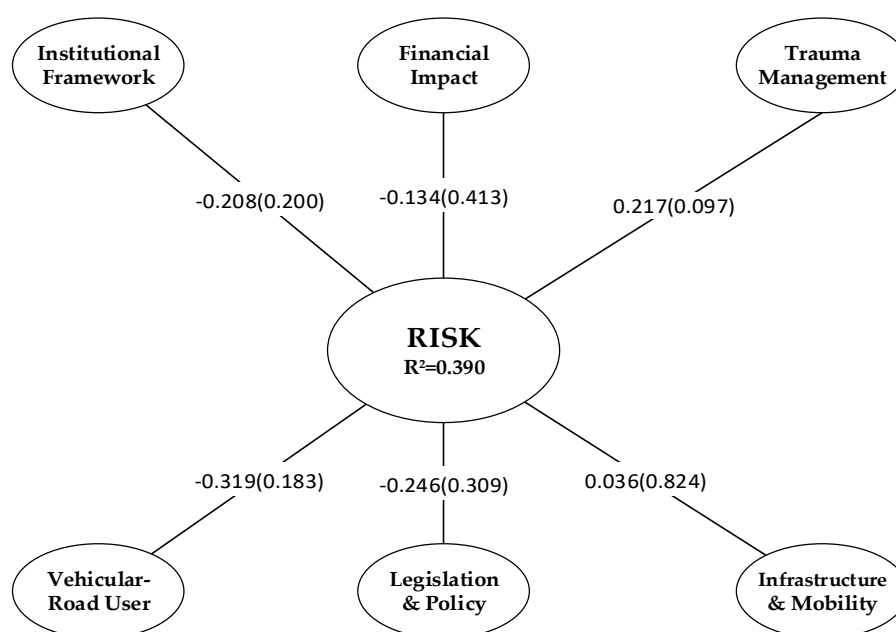 Institutional
Framework
Financial
Impact
Trauma
Management
-0.208(0.200)
-0.134(0.413)
0.217(0.097)
RISK
R²=0.390
-0.319(0.183)
-0.246(0.309)
0.036(0.824)
Vehicular-
Road User
Legislation
& Policy
Infrastructure
& Mobility